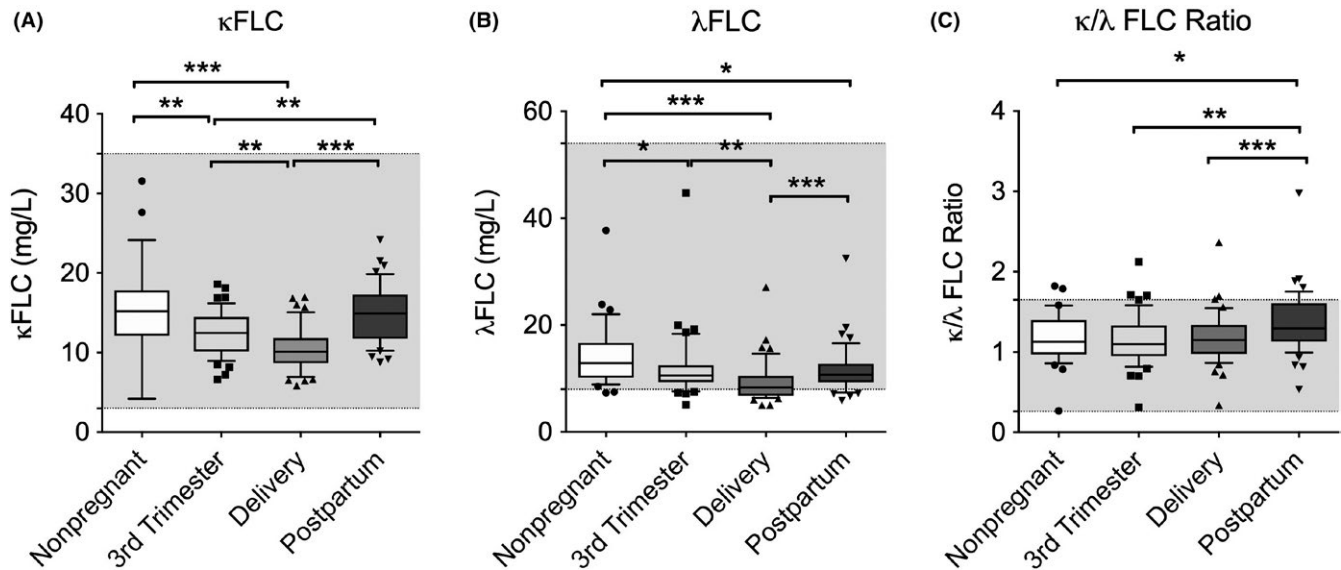 (A) κFLC
*** 
** **
** ***
κFLC (mg/L)
40
30
20
10
0
Nonpregnant
3rd Trimester
Delivery
Postpartum
(B) λFLC
*
***
* **
***
λFLC (mg/L)
60
40
20
0
Nonpregnant
3rd Trimester
Delivery
Postpartum
(C) κ/λ FLC Ratio
*
**
***
κ/λ FLC Ratio
4
3
2
1
0
Nonpregnant
3rd Trimester
Delivery
Postpartum